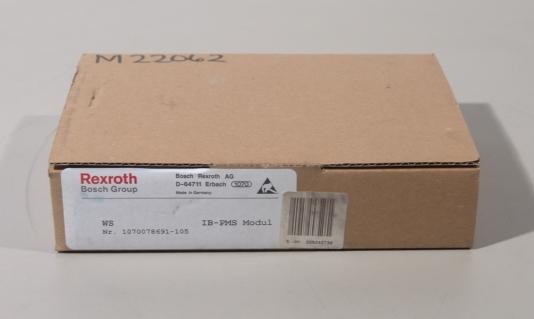 M 22062
Rexroth
Bosch Group
Bosch Rexroth AG
D-64711 Erbach 1070
Made in Germany
WS IB-PMS Modul
Nr. 1070078691-105